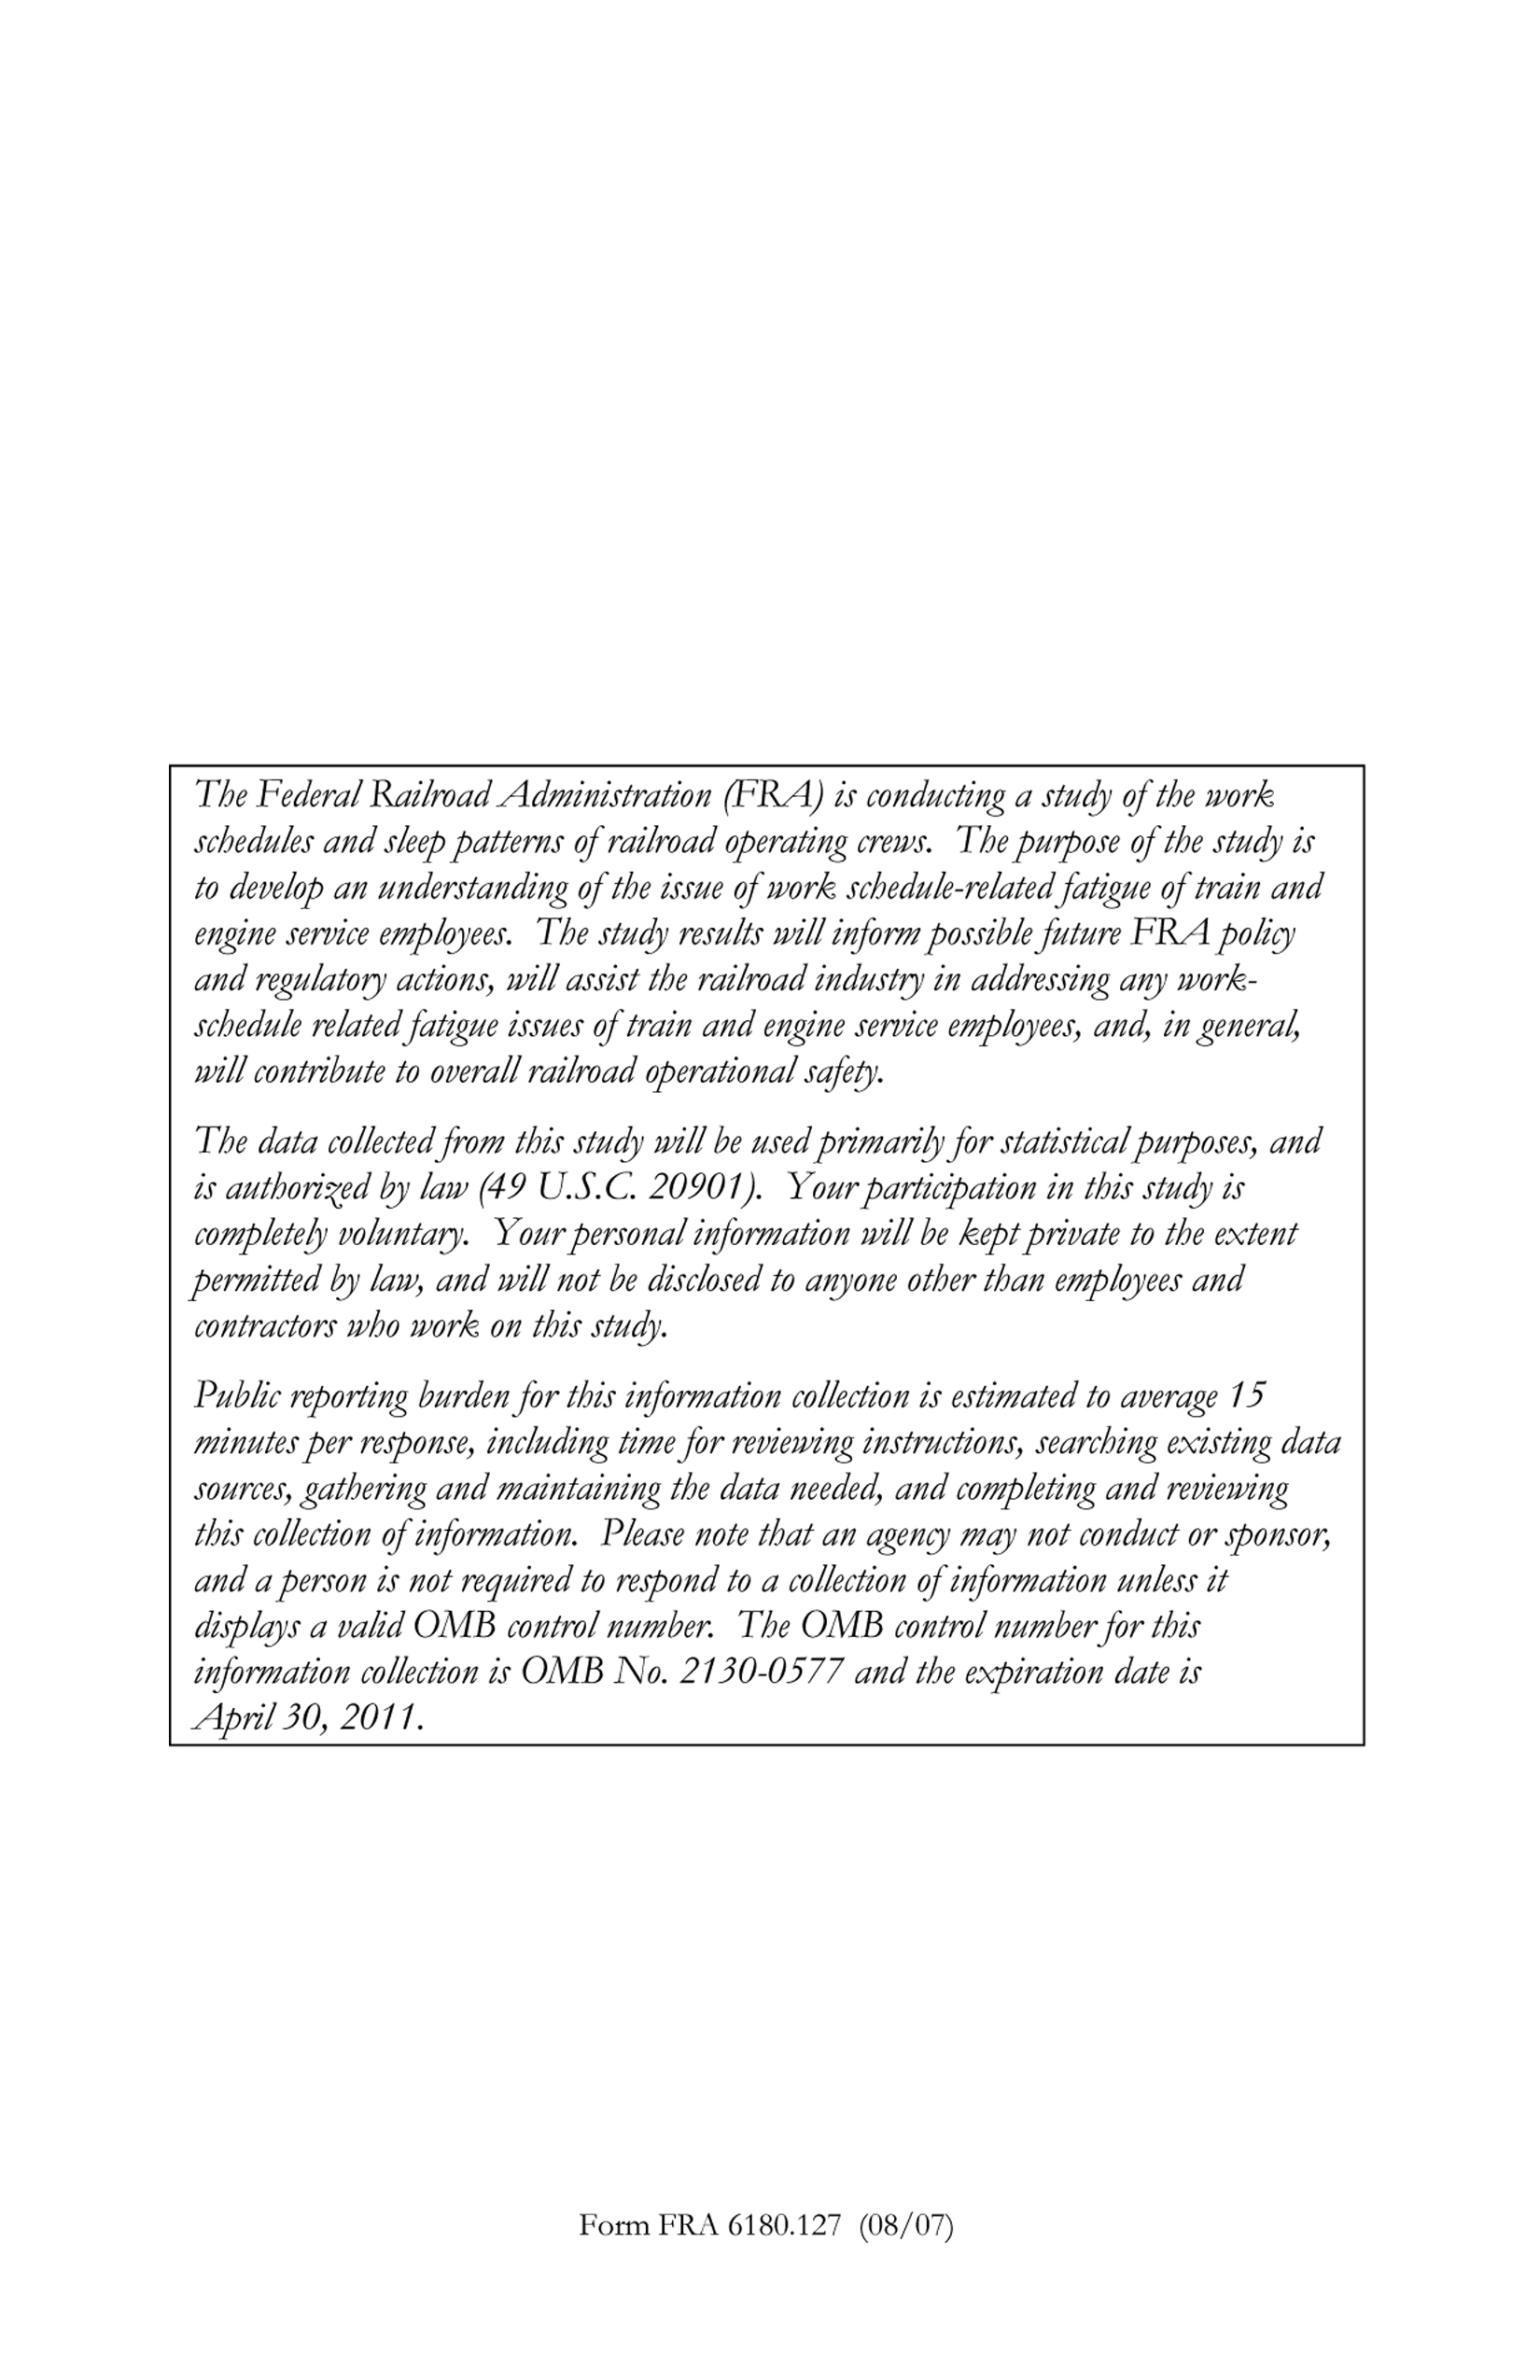 The Federal Railroad Administration (FRA) is conducting a study of the work
schedules and sleep patterns of railroad operating crews.  The purpose of the study is
to develop an understanding of the issue of work schedule-related fatigue of train and
engine service employees.  The study results will inform possible future FRA policy
and regulatory actions, will assist the railroad industry in addressing any work-
schedule related fatigue issues of train and engine service employees, and, in general,
will contribute to overall railroad operational safety.
The data collected from this study will be used primarily for statistical purposes, and
is authorized by law (49 U.S.C. 20901).  Your participation in this study is
completely voluntary.  Your personal information will be kept private to the extent
permitted by law, and will not be disclosed to anyone other than employees and
contractors who work on this study.
Public reporting burden for this information collection is estimated to average 15
minutes per response, including time for reviewing instructions, searching existing data
sources, gathering and maintaining the data needed, and completing and reviewing
this collection of information.  Please note that an agency may not conduct or sponsor,
and a person is not required to respond to a collection of information unless it
displays a valid OMB control number.  The OMB control number for this
information collection is OMB No. 2130-0577 and the expiration date is
April 30, 2011.
Form FRA 6180.127  (08/07)